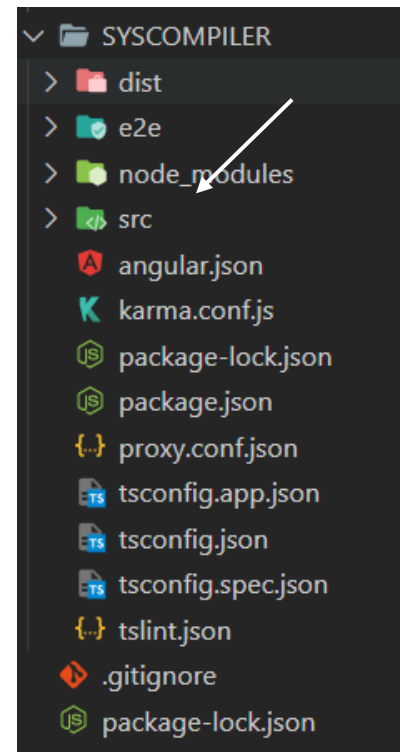 SYSCOMPILER
dist
e2e
node_modules
src
angular.json
karma.conf.js
package-lock.json
package.json
proxy.conf.json
tsconfig.app.json
tsconfig.json
tsconfig.spec.json
tslint.json
.gitignore
package-lock.json